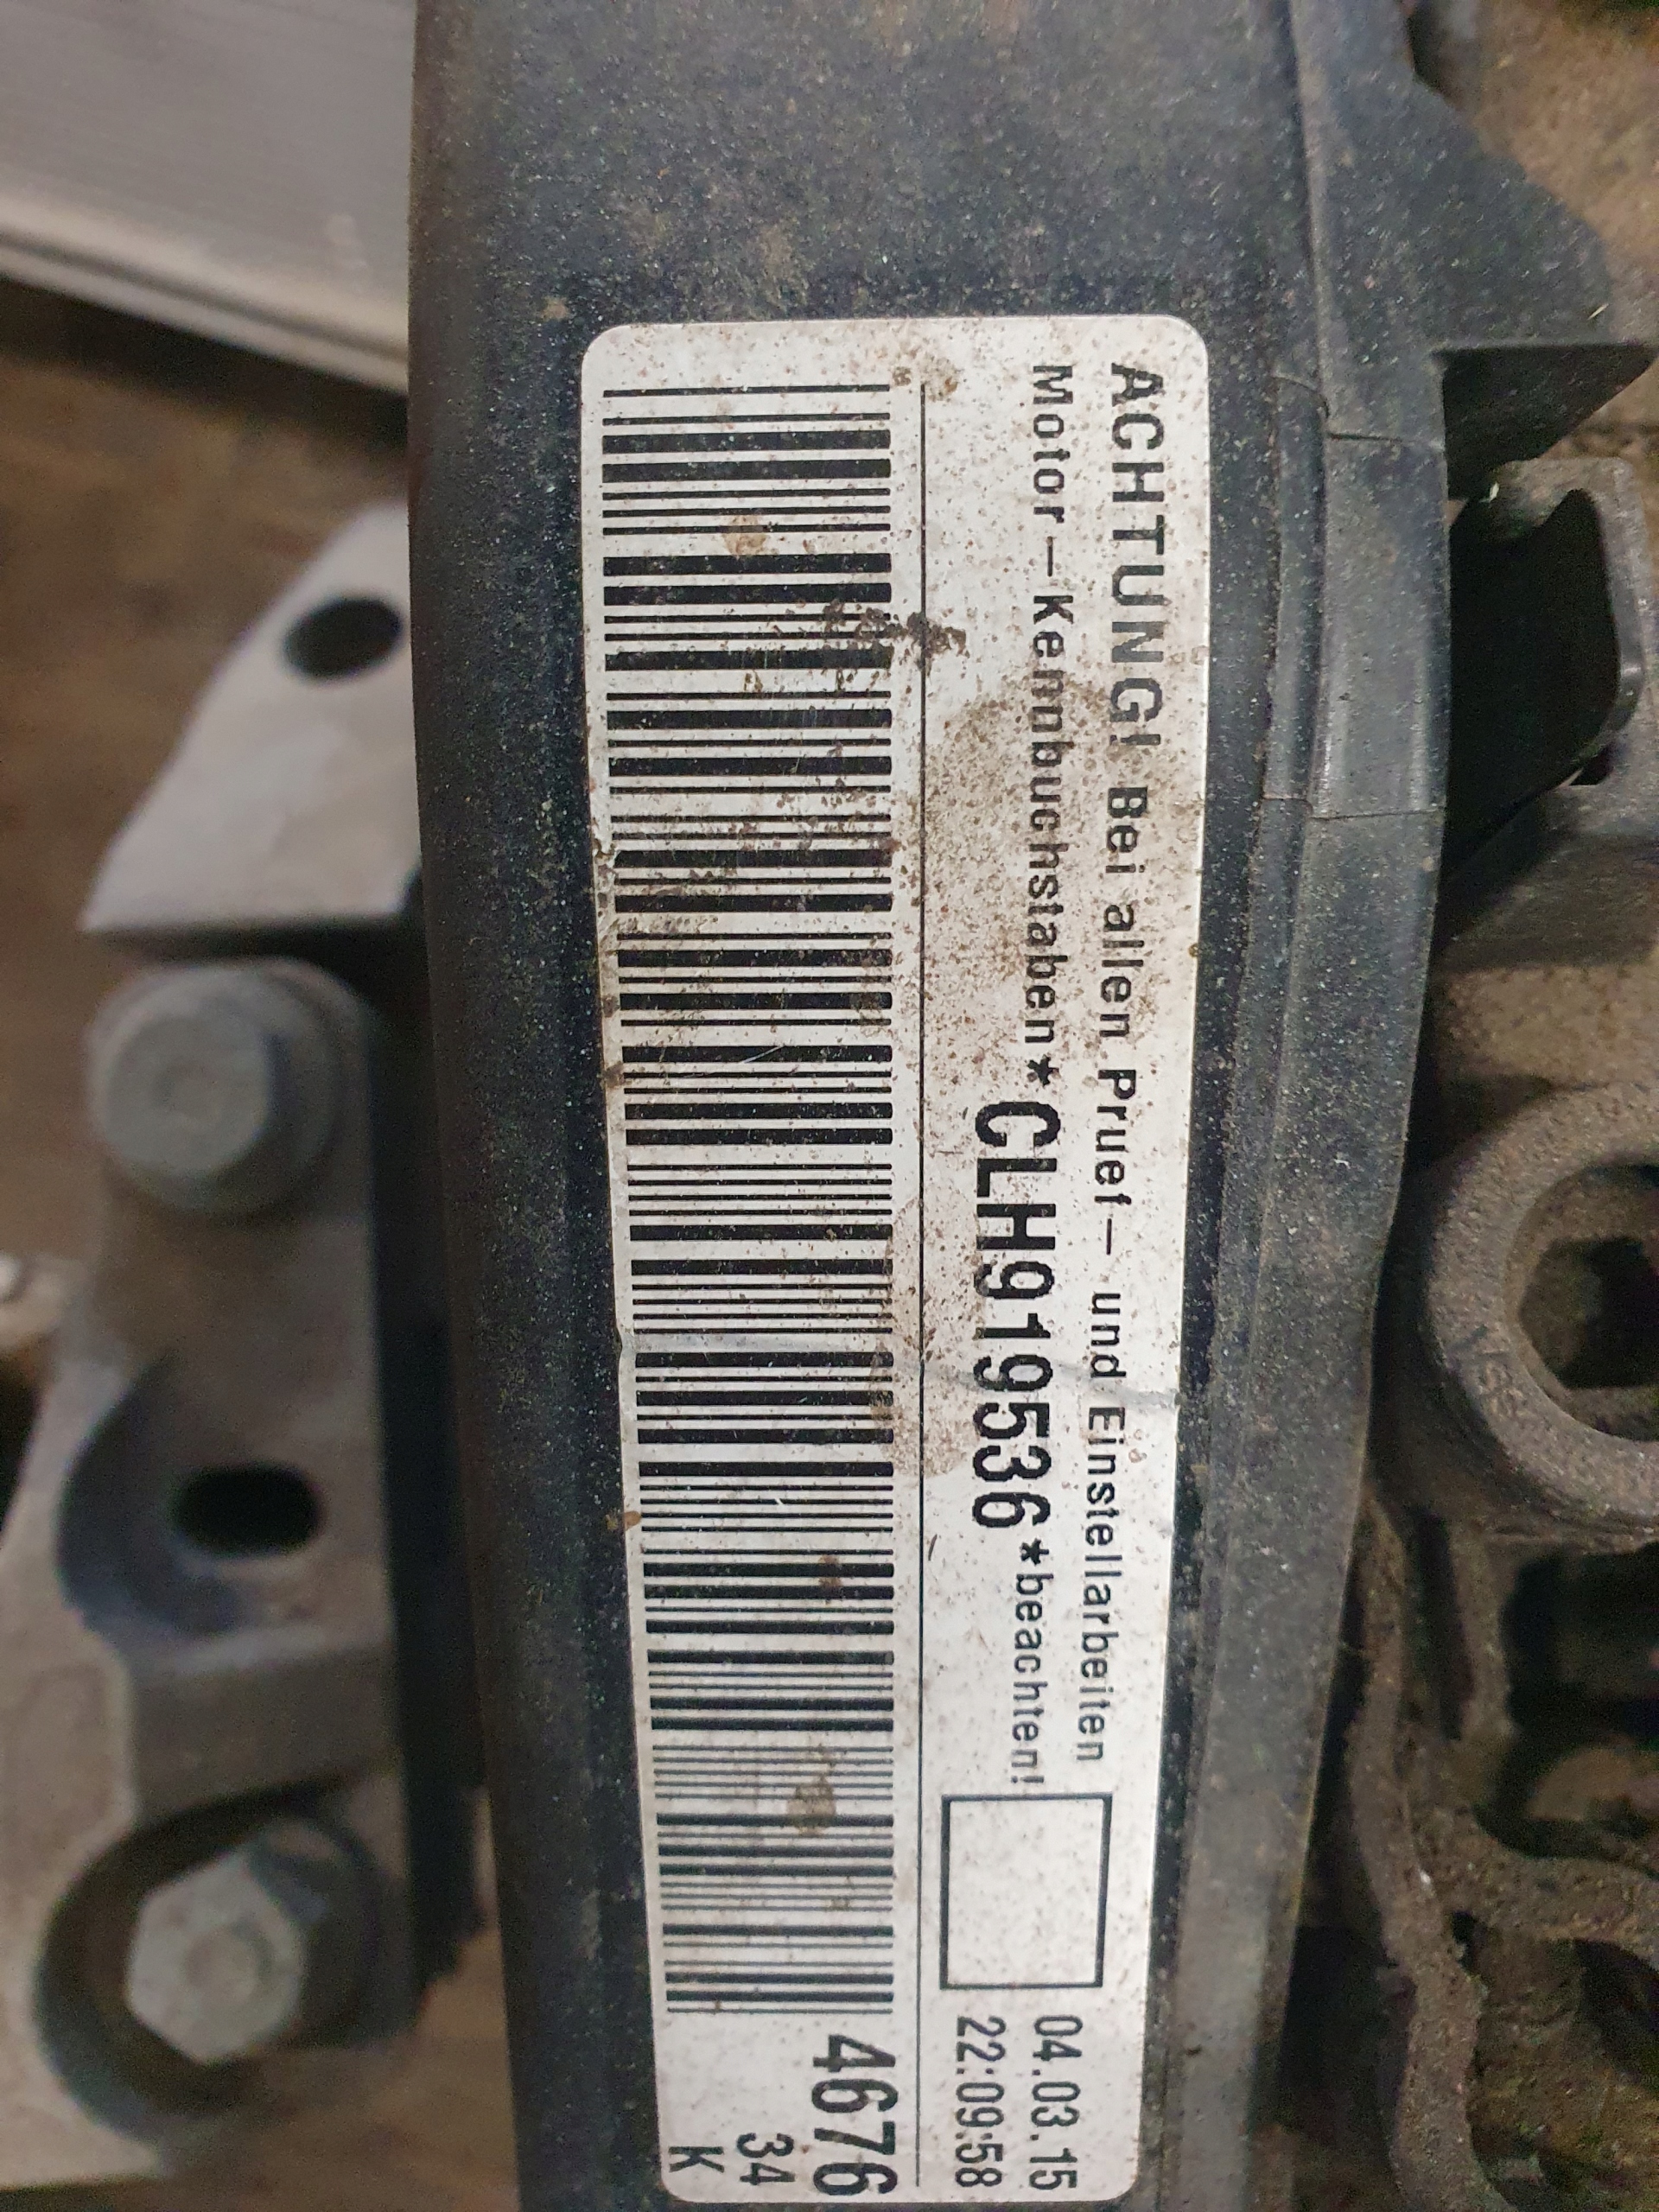 ACHTUNG! Bei allen Pruef- und Einstellarbeiten
Motor-Kennbuchstaben*CLH919536*beachten!
04.03.15
22:09:58
4676
34
K